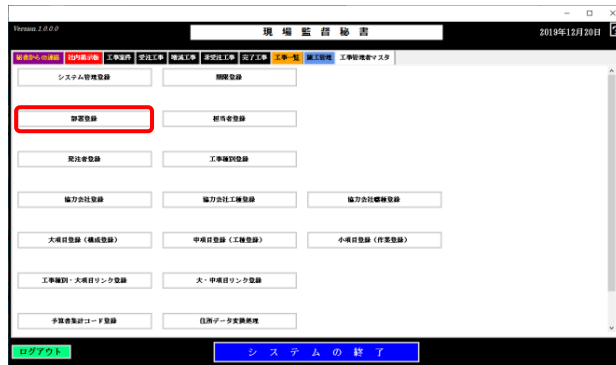 Version.1.0.0.0
現場監督秘書
2019年12月20日
秘書からの連絡 社内掲示板 工事案件 受注工事 増減工事 非受注工事 完了工事 工事一覧 施工管理 工事管理者マスタ
システム管理登録 期限登録
部署登録 担当者登録
発注者登録 工事種別登録
協力会社登録 協力会社工種登録 協力会社職種登録
大項目登録（構成登録） 中項目登録（工種登録） 小項目登録（作業登録）
工事種別・大項目リンク登録 大・中項目リンク登録
予算書集計コード登録 住所データ変換処理
ログアウト システムの終了